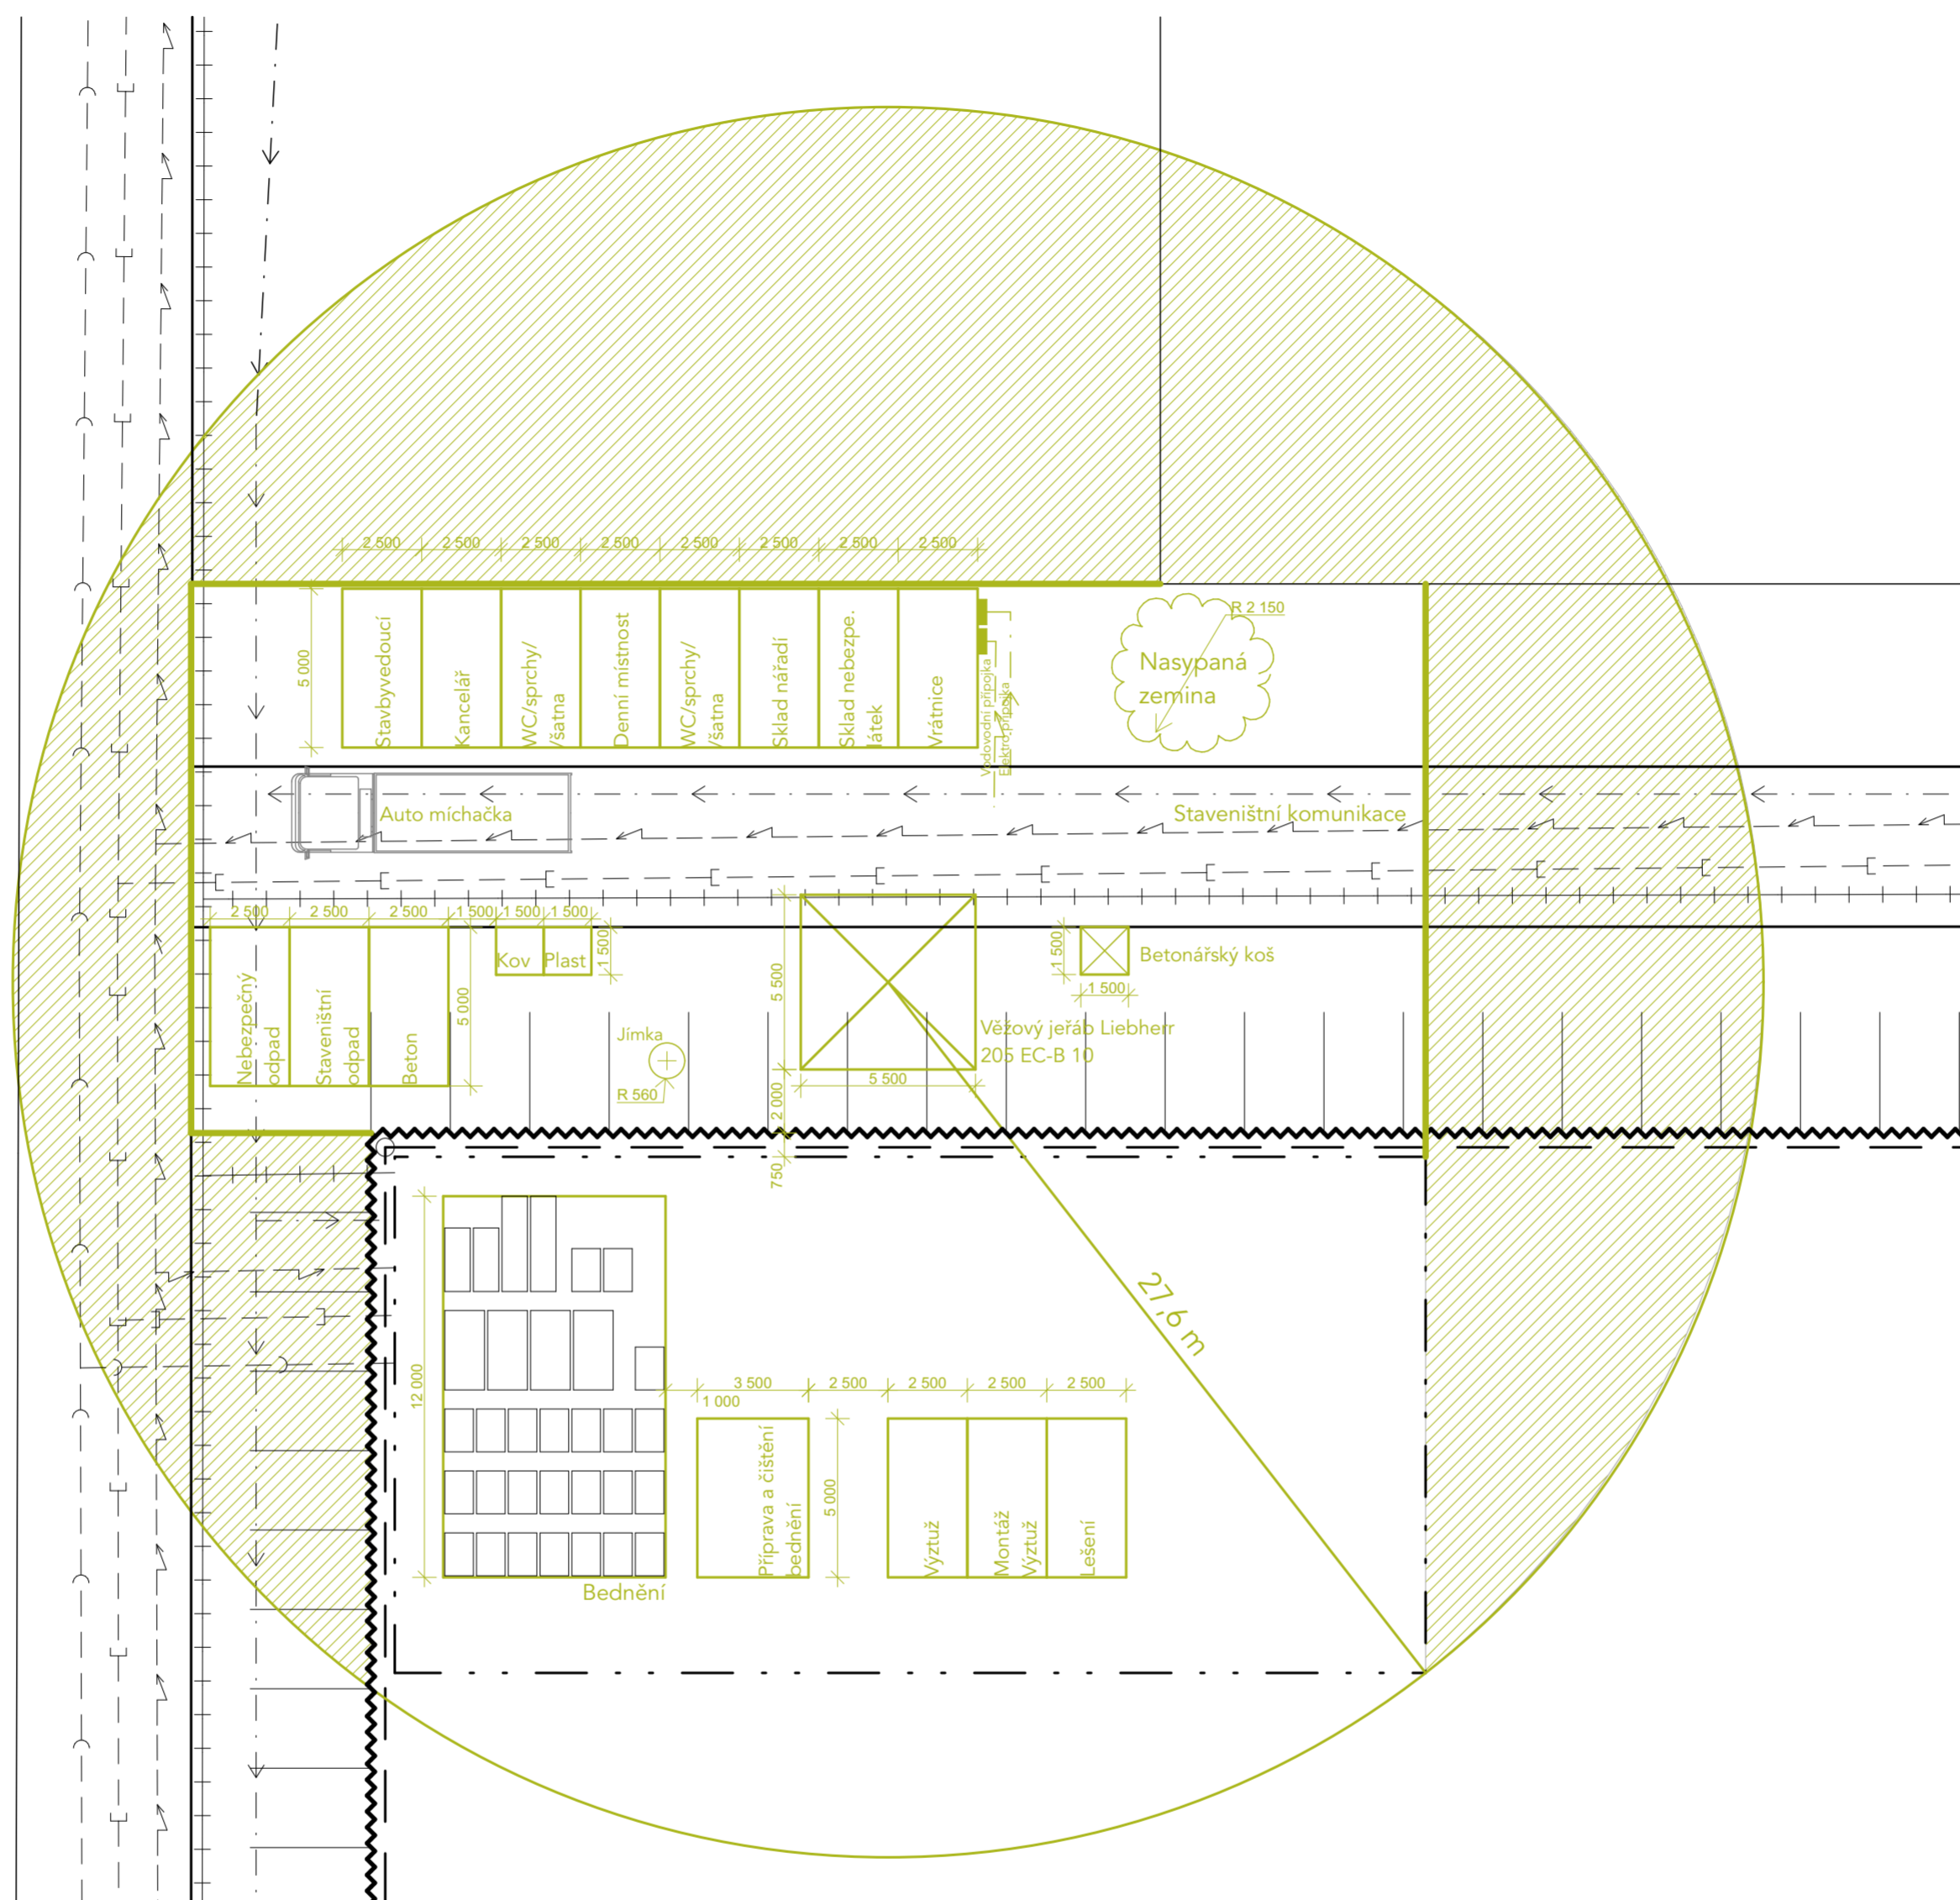 2 500 2 500 2 500 2 500 2 500 2 500 2 500 2 500
5 000
Stavbyvedoucí
Kancelář
WC/sprchy/
všatna
Denní místnost
WC/sprchy/
všatna
Sklad nářadí
Sklad nebezpe.
látek
Vrátnice
Vodovodní přípojka
Elektro přípojka
R 2 150
Nasypaná
zemina
Auto míchačka
Staveništní komunikace
2 500 2 500 2 500 1 500 1 500 1 500
Nebezpečný
odpad
Staveništní
odpad
Beton
5 000
Kov
Plast
1 500
Jímka
R 560
5 500
5 500
2 000
750
1 500
1 500
Betonářský koš
Věžový jeřáb Liebherr
205 EC-B 10
27,6 m
12 000
Bednění
3 500 2 500 2 500 2 500 2 500
1 000
Příprava a čištění
bednění
5 000
Výztuž
Montáž
Výztuž
Lešení